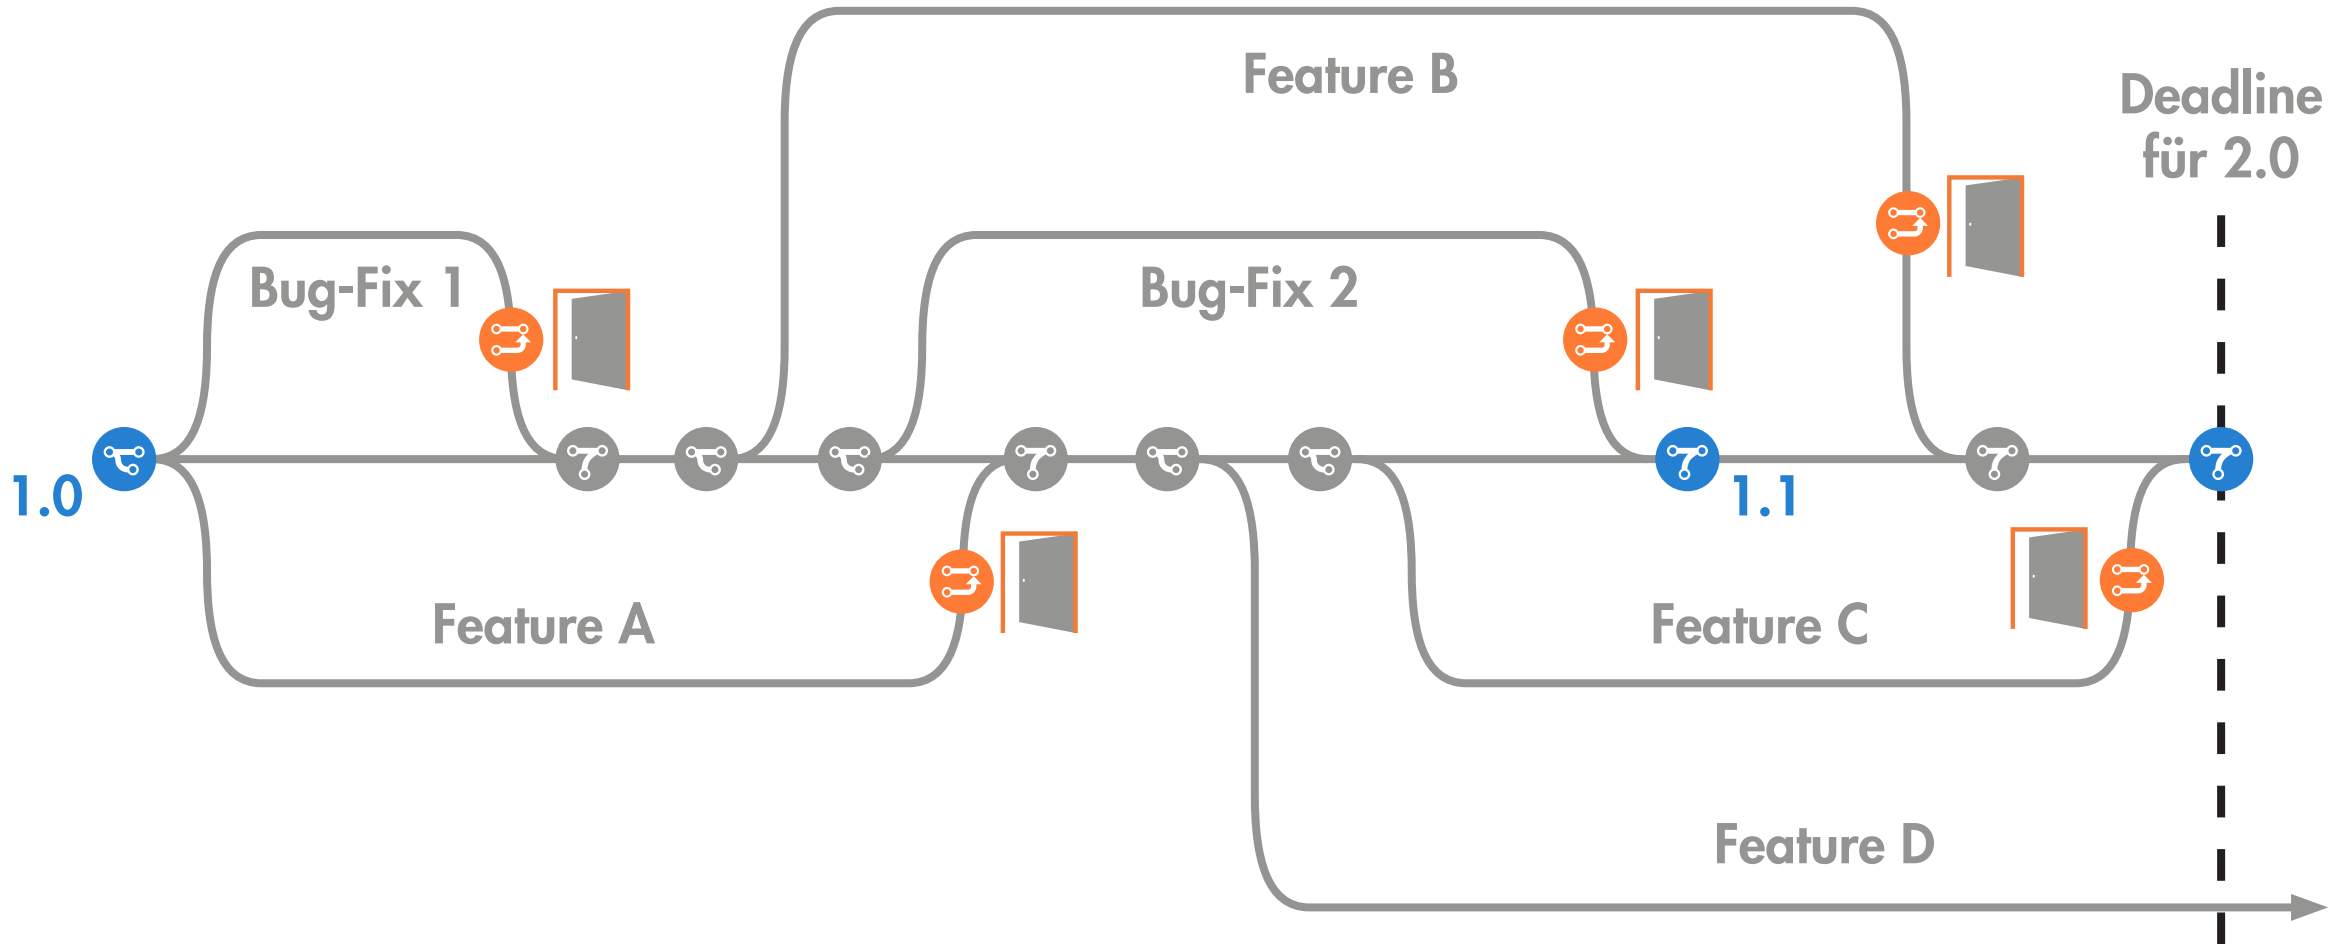 Feature B
Deadline
für 2.0
Bug-Fix 1
Bug-Fix 2
1.0
1.1
Feature A
Feature C
Feature D